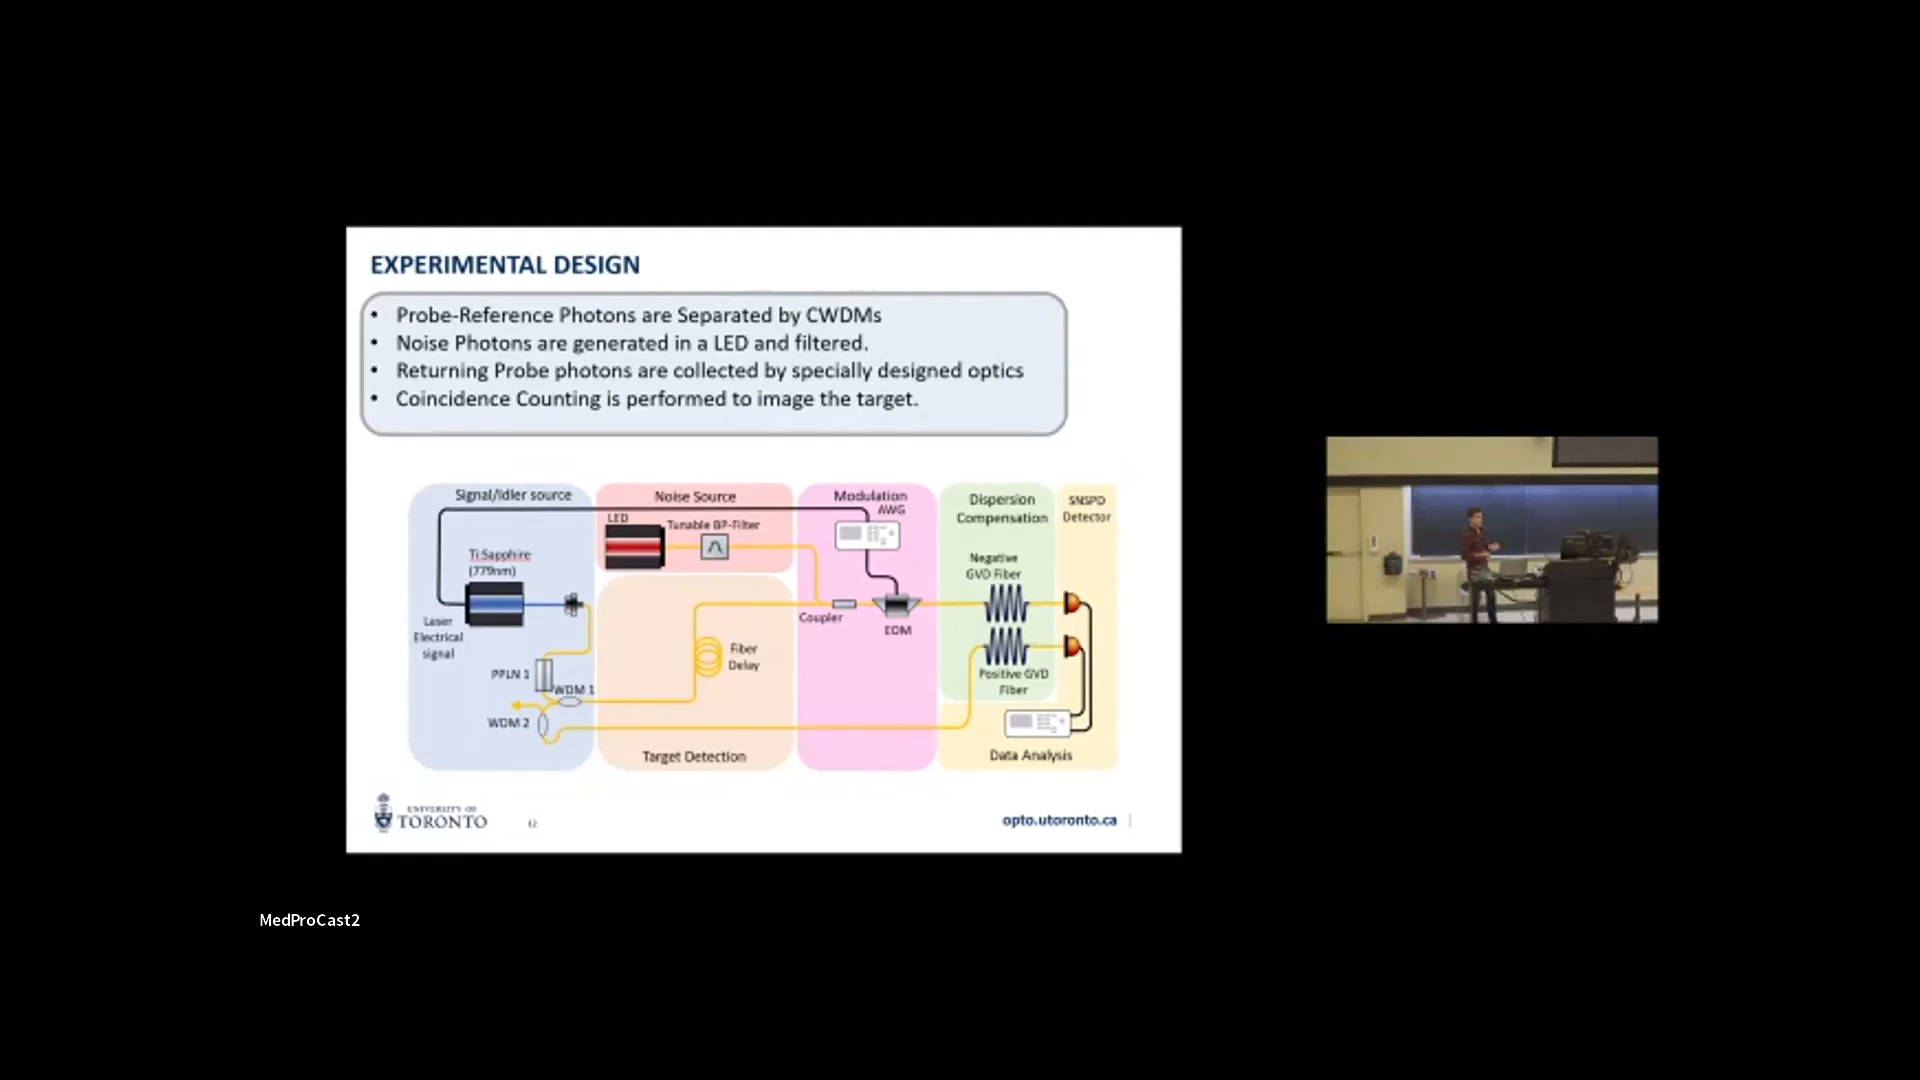 EXPERIMENTAL DESIGN
• Probe-Reference Photons are Separated by CWDMs
• Noise Photons are generated in a LED and filtered.
• Returning Probe photons are collected by specially designed optics
• Coincidence Counting is performed to image the target.
Signal/Idler source
Noise Source
Modulation
AWG
Dispersion
Compensation
SNSPD
Detector
LED
Tunable BP-Filter
Ti:Sapphire
(779nm)
Negative
GVD Fiber
Laser
Electrical
signal
Coupler
EOM
Fiber
Delay
PPLN 1
WDM 1
Positive GVD
Fiber
WDM 2
Target Detection
Data Analysis
UNIVERSITY OF
TORONTO
12
opto.utoronto.ca
MedProCast2